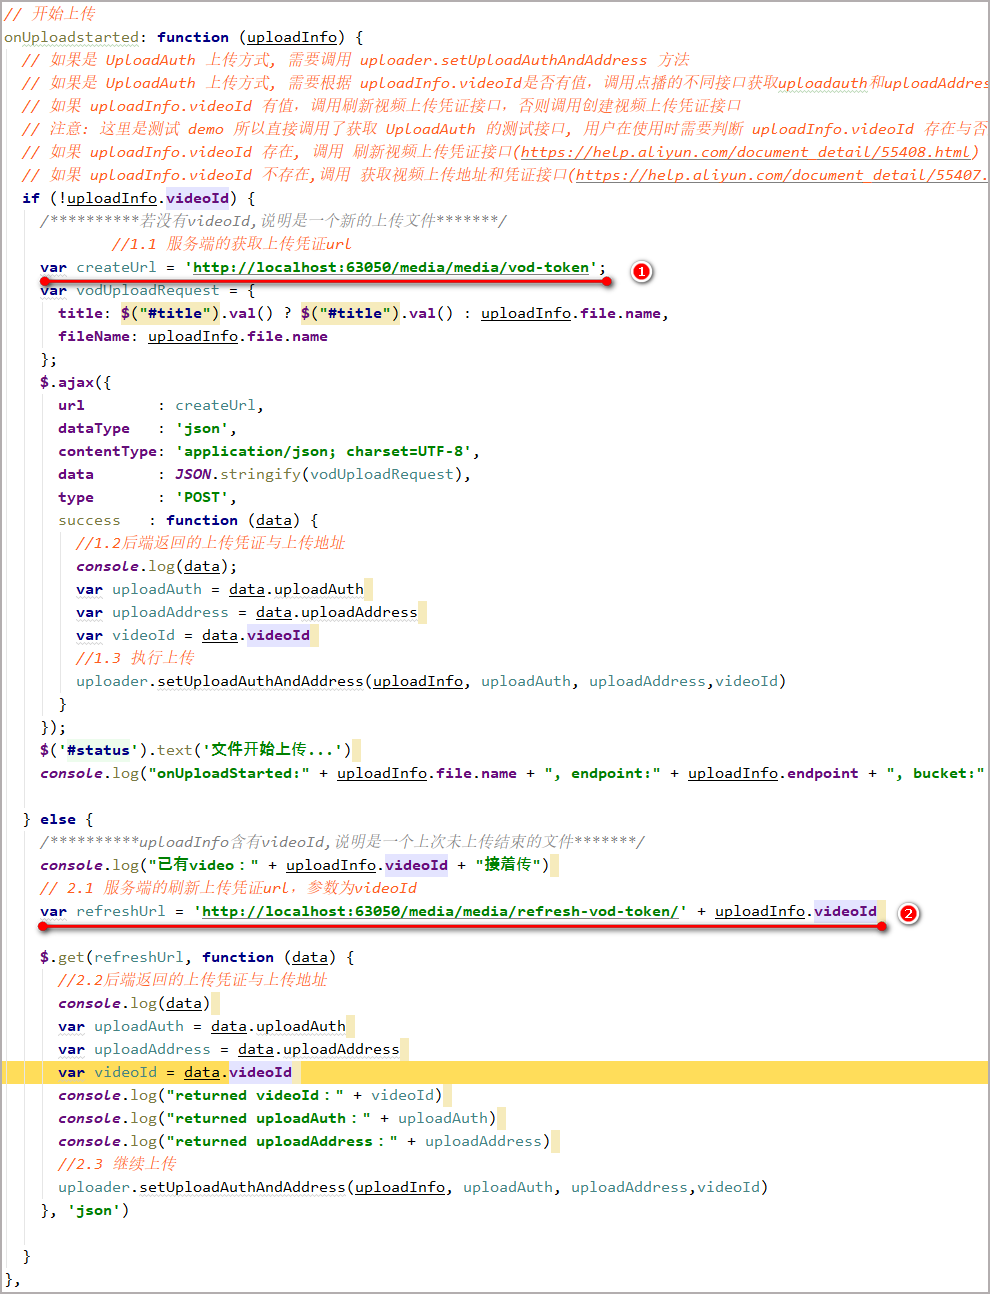 // 开始上传
onUploadstarted: function (uploadInfo) {
// 如果是 UploadAuth 上传方式, 需要调用 uploader.setUploadAuthAndAddress 方法
// 如果是 UploadAuth 上传方式, 需要根据 uploadInfo.videoId是否有值，调用点播的不同接口获取uploadauth和uploadAddres
// 如果 uploadInfo.videoId 有值，调用刷新视频上传凭证接口，否则调用创建视频上传凭证接口
// 注意: 这里是测试 demo 所以直接调用了获取 UploadAuth 的测试接口, 用户在使用时需要判断 uploadInfo.videoId 存在与否
// 如果 uploadInfo.videoId 存在, 调用 刷新视频上传凭证接口(https://help.aliyun.com/document_detail/55408.html)
// 如果 uploadInfo.videoId 不存在,调用 获取视频上传地址和凭证接口(https://help.aliyun.com/document_detail/55407.
if (!uploadInfo.videoId) {
/**********若没有videoId,说明是一个新的上传文件*******/
//1.1 服务端的获取上传凭证url
var createUrl = 'http://localhost:63050/media/media/vod-token'; 1
var vodUploadRequest = {
title: $("#title").val() ? $("#title").val() : uploadInfo.file.name,
fileName: uploadInfo.file.name
};
$.ajax({
url : createUrl,
dataType : 'json',
contentType: 'application/json; charset=UTF-8',
data : JSON.stringify(vodUploadRequest),
type : 'POST',
success : function (data) {
//1.2后端返回的上传凭证与上传地址
console.log(data);
var uploadAuth = data.uploadAuth
var uploadAddress = data.uploadAddress
var videoId = data.videoId
//1.3 执行上传
uploader.setUploadAuthAndAddress(uploadInfo, uploadAuth, uploadAddress,videoId)
}
});
$('#status').text('文件开始上传...')
console.log("onUploadStarted:" + uploadInfo.file.name + ", endpoint:" + uploadInfo.endpoint + ", bucket:"
} else {
/**********uploadInfo含有videoId,说明是一个上次未上传结束的文件*******/
console.log("已有video：" + uploadInfo.videoId + "接着传")
// 2.1 服务端的刷新上传凭证url，参数为videoId
var refreshUrl = 'http://localhost:63050/media/media/refresh-vod-token/' + uploadInfo.videoId 2
$.get(refreshUrl, function (data) {
//2.2后端返回的上传凭证与上传地址
console.log(data)
var uploadAuth = data.uploadAuth
var uploadAddress = data.uploadAddress
var videoId = data.videoId
console.log("returned videoId：" + videoId)
console.log("returned uploadAuth：" + uploadAuth)
console.log("returned uploadAddress：" + uploadAddress)
//2.3 继续上传
uploader.setUploadAuthAndAddress(uploadInfo, uploadAuth, uploadAddress,videoId)
}, 'json')
}
},